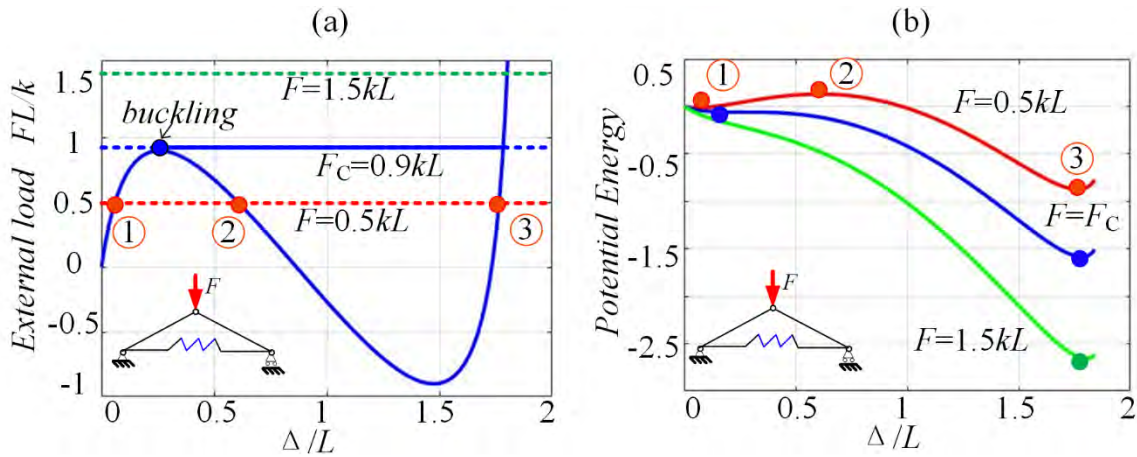 (a)
External load FL/k
1.5
1
0.5
0
-0.5
-1
0
0.5
1
1.5
2
Δ/L
F=1.5kL
buckling
F_C=0.9kL
F=0.5kL
1
2
3
F
(b)
Potential Energy
0.5
-0.5
-1.5
-2.5
0
0.5
1
1.5
2
Δ/L
1
2
F=0.5kL
3
F=F_C
F=1.5kL
F